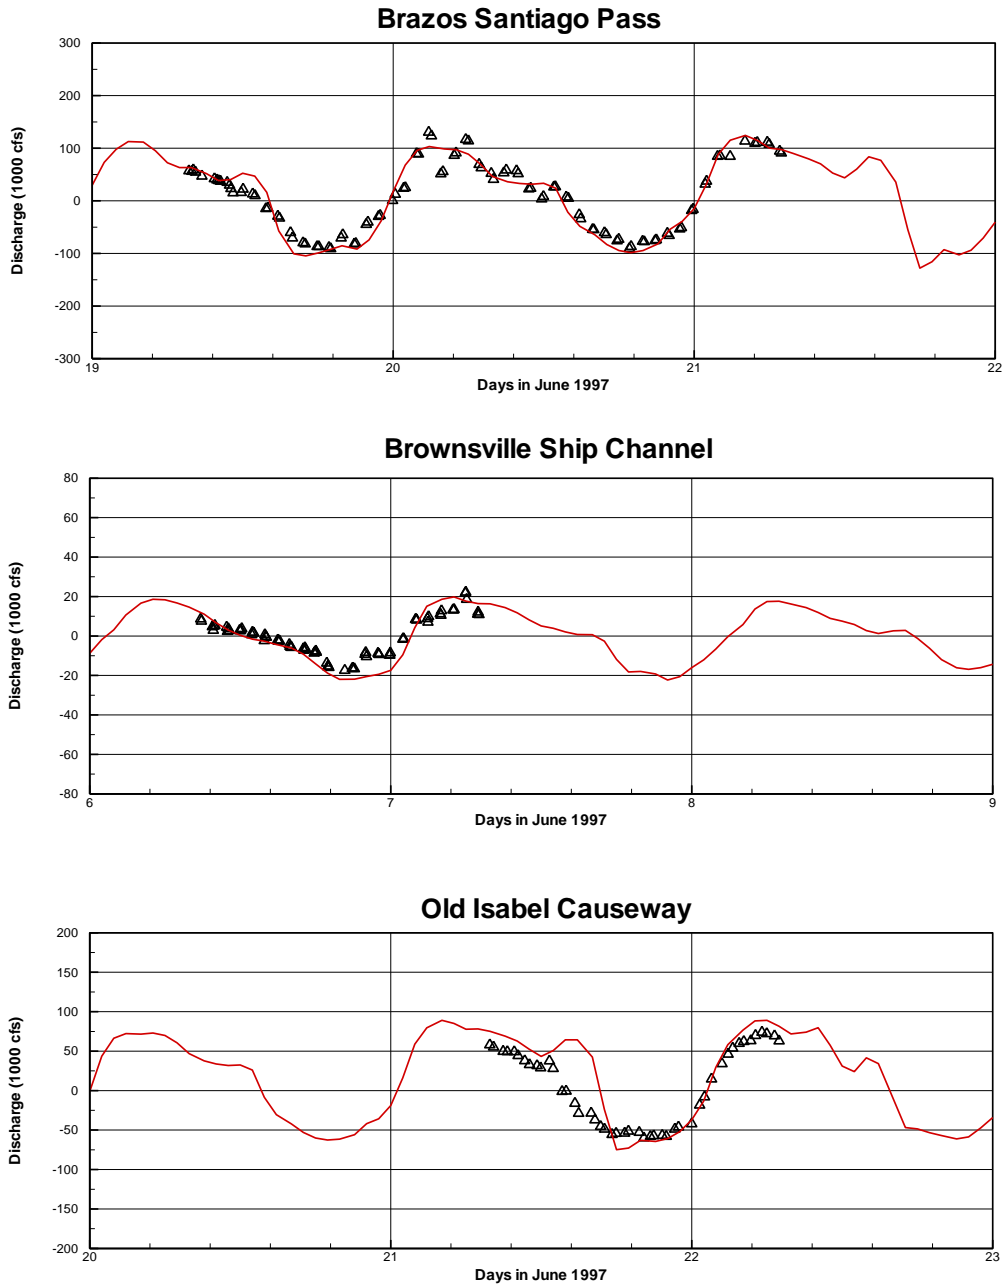 Brazos Santiago Pass
300
200
100
0
-100
-200
-300
Discharge (1000 cfs)
19 20 21 22
Days in June 1997
Brownsville Ship Channel
80
60
40
20
0
-20
-40
-60
-80
Discharge (1000 cfs)
6 7 8 9
Days in June 1997
Old Isabel Causeway
200
150
100
50
0
-50
-100
-150
-200
Discharge (1000 cfs)
20 21 22 23
Days in June 1997